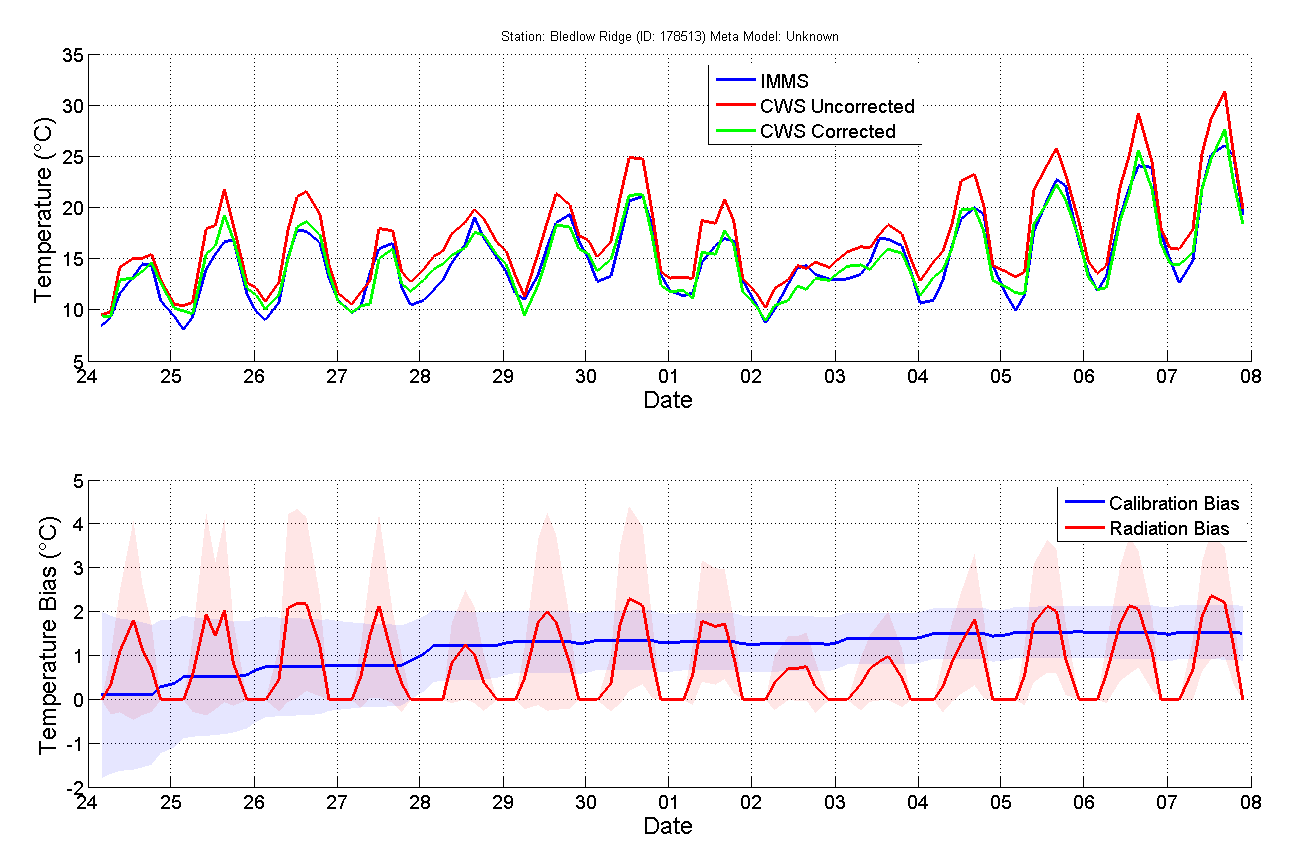 Station: Bledlow Ridge (ID: 178513) Meta Model: Unknown
35
30
25
20
15
10
5
Temperature (°C)
IMMS
CWS Uncorrected
CWS Corrected
24 25 26 27 28 29 30 01 02 03 04 05 06 07 08
Date
5
4
3
2
1
0
-1
-2
Temperature Bias (°C)
Calibration Bias
Radiation Bias
24 25 26 27 28 29 30 01 02 03 04 05 06 07 08
Date